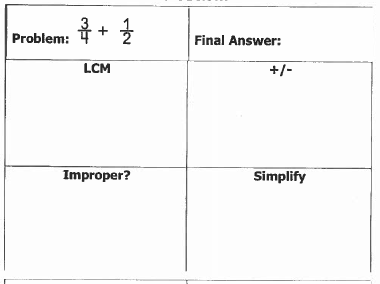 Problem: 3/4 + 1/2
Final Answer:
LCM
+/-
Improper?
Simplify